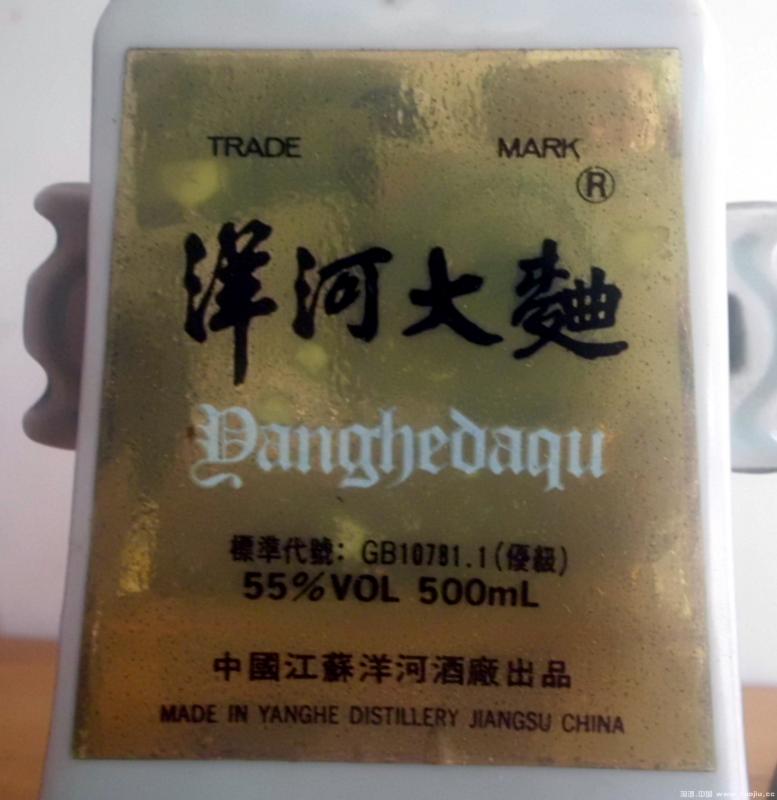 TRADE MARK
®
洋河大麯
Yanghedaqu
標準代號: GB10781.1(優級)
55%VOL 500mL
中國江蘇洋河酒廠出品
MADE IN YANGHE DISTILLERY JIANGSU CHINA